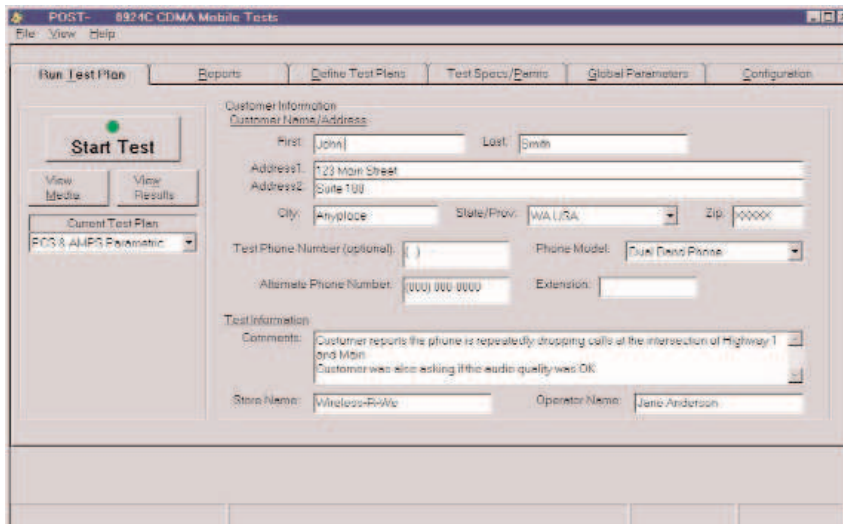 POST- 8924C CDMA Mobile Tests
File View Help
Run Test Plan Reports Define Test Plans Test Specs/Parms Global Parameters Configuration
Customer Information
Customer Name/Address
Start Test
First: John Last: Smith
Address1: 123 Main Street
View Media View Results
Address2: Suite 100
Current Test Plan
City: Anyplace State/Prov: WA USA Zip: XXXXX
PCS & AMPS Parametric
Test Phone Number (optional): ( ) Phone Model: Dual Band Phone
Alternate Phone Number: (000) 000-0000 Extension:
Test Information
Comments: Customer reports the phone is repeatedly dropping calls at the intersection of Highway 1
and Main
Customer was also asking if the audio quality was OK
Store Name: Wireless-R-We Operator Name: Jane Anderson